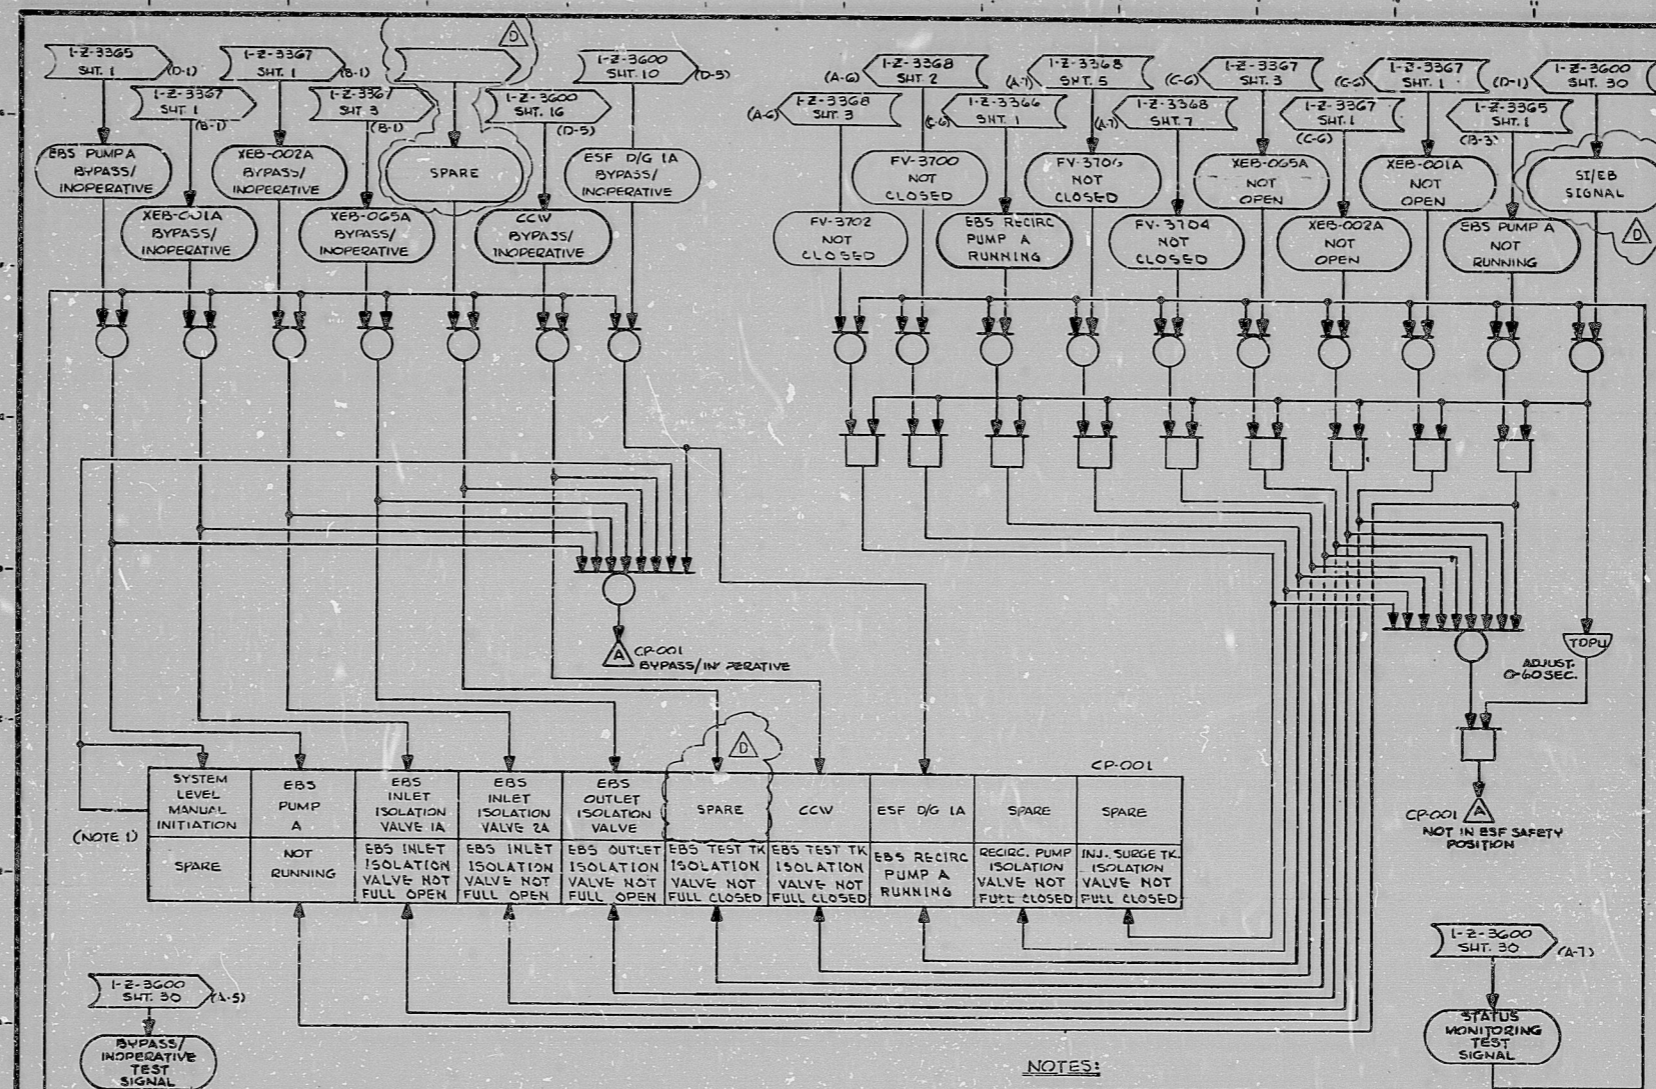 1-Z-3365
SHT. 1
(D-1)
1-Z-3367
SHT. 1
(B-1)
1-Z-3367
SHT. 1
(B-1)
1-Z-3367
SHT. 3
(B-1)
D
1-Z-3600
SHT. 16
(D-5)
1-Z-3600
SHT. 10
(D-5)
EBS PUMP A
BYPASS/
INOPERATIVE
XEB-001A
BYPASS/
INOPERATIVE
XEB-002A
BYPASS/
INOPERATIVE
XEB-065A
BYPASS/
INOPERATIVE
SPARE
CCW
BYPASS/
INOPERATIVE
ESF D/G 1A
BYPASS/
INOPERATIVE
(A-6)
1-Z-3368
SHT. 3
(A-6)
1-Z-3368
SHT. 2
(C-6)
1-Z-3366
SHT. 1
(A-7)
1-Z-3368
SHT. 5
(A-7)
1-Z-3368
SHT. 7
(C-6)
1-Z-3367
SHT. 3
(C-6)
1-Z-3367
SHT. 1
1-Z-3367
SHT. 1
1-Z-3365
SHT. 1
(D-1)
1-Z-3600
SHT. 30
FV-3702
NOT
CLOSED
FV-3700
NOT
CLOSED
EBS RECIRC
PUMP A
RUNNING
NOT
CLOSED
FV-3704
NOT
CLOSED
XEB-065A
NOT
OPEN
XEB-002A
NOT
OPEN
XEB-001A
NOT
OPEN
EBS PUMP A
NOT
RUNNING
SI/EB
SIGNAL
D
A
CP-001
TDPU
ADJUST.
0-60 SEC.
CP-001
A
NOT IN ESF SAFETY
POSITION
D
CP-001
SYSTEM
LEVEL
MANUAL
INITIATION
EBS
PUMP
A
EBS
INLET
ISOLATION
VALVE 1A
EBS
INLET
ISOLATION
VALVE 2A
EBS
OUTLET
ISOLATION
VALVE
SPARE
CCW
ESF D/G 1A
SPARE
SPARE
(NOTE 1)
SPARE
NOT
RUNNING
EBS INLET
ISOLATION
VALVE NOT
FULL OPEN
EBS INLET
ISOLATION
VALVE NOT
FULL OPEN
EBS OUTLET
ISOLATION
VALVE NOT
FULL OPEN
EBS TEST TK
ISOLATION
VALVE NOT
FULL CLOSED
EBS TEST TK
ISOLATION
VALVE NOT
FULL CLOSED
EBS RECIRC
PUMP A
RUNNING
RECIRC. PUMP
ISOLATION
VALVE NOT
FULL CLOSED
INJ. SURGE TK.
ISOLATION
VALVE NOT
FULL CLOSED
1-Z-3600
SHT. 30
(A-5)
BYPASS/
INOPERATIVE
TEST
SIGNAL
1-Z-3600
SHT. 30
(A-7)
STATUS
MONITORING
TEST
SIGNAL
NOTES: